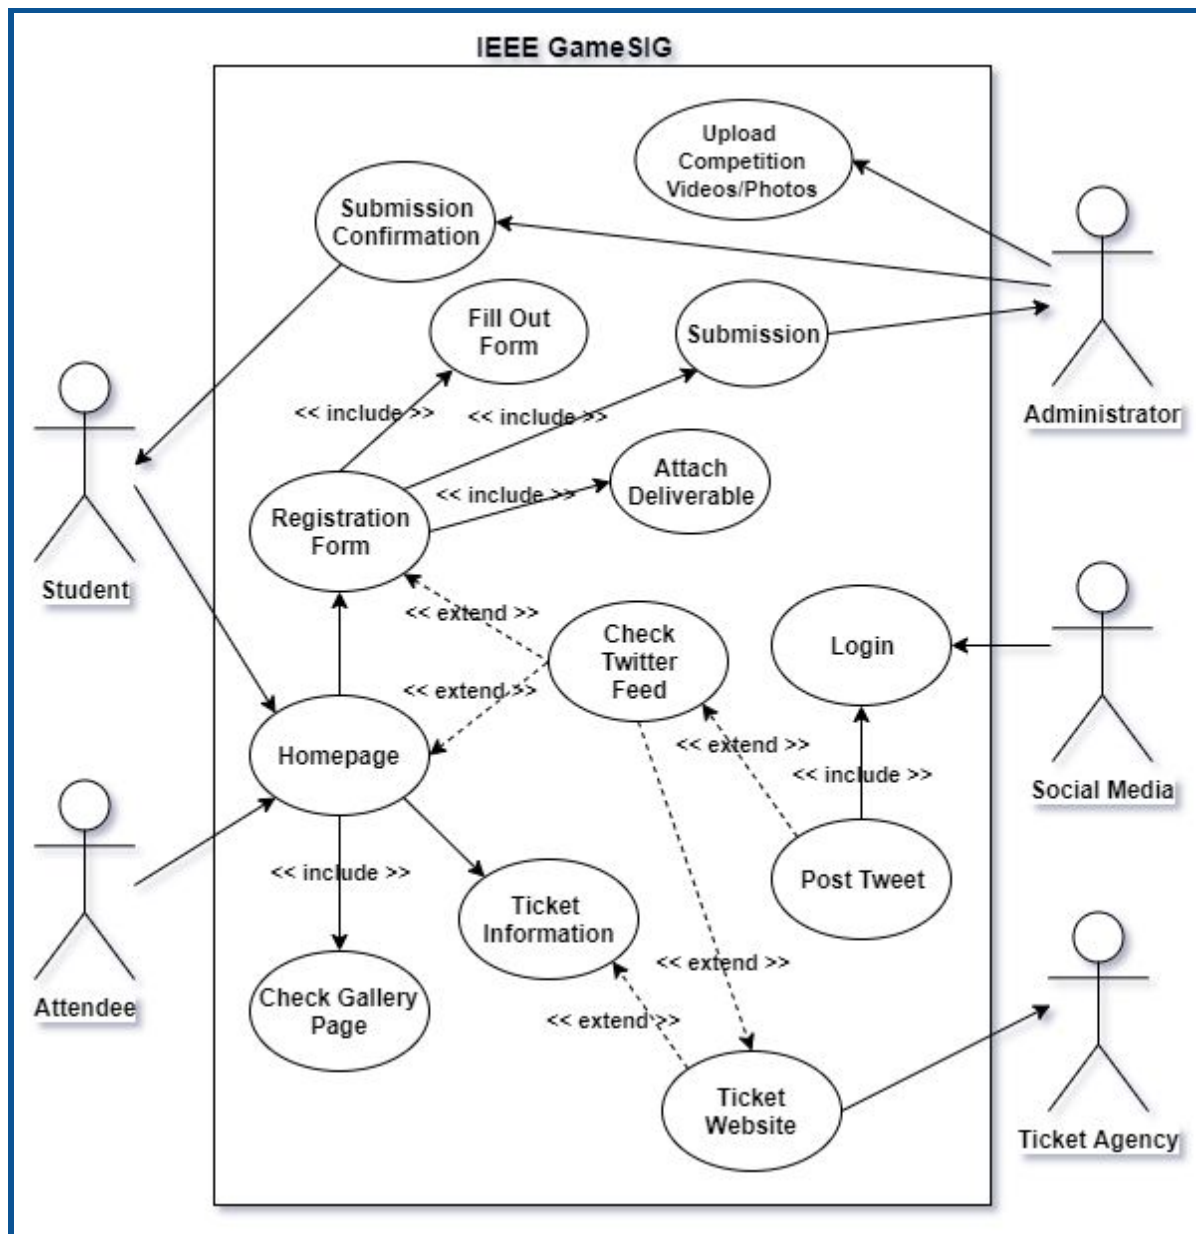 IEEE GameSIG
Upload
Competition
Videos/Photos
Submission
Confirmation
Fill Out
Form
Submission
Administrator
<< include >>
<< include >>
Attach
Deliverable
<< include >>
Registration
Form
Student
<< extend >>
Check
Twitter
Feed
Login
<< extend >>
Homepage
<< extend >>
<< include >>
Social Media
<< include >>
Post Tweet
Ticket
Information
<< extend >>
Check Gallery
Page
Attendee
<< extend >>
Ticket
Website
Ticket Agency